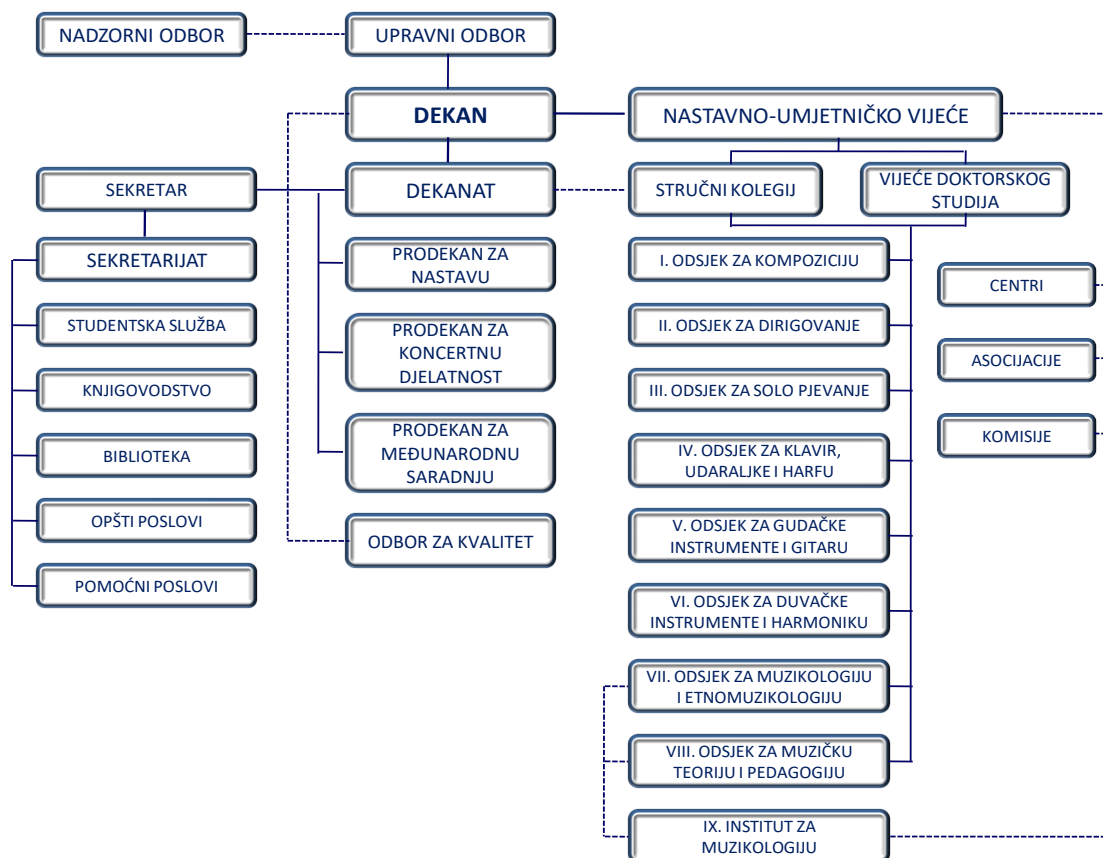 NADZORNI ODBOR
UPRAVNI ODBOR
DEKAN
NASTAVNO-UMJETNIČKO VIJEĆE
SEKRETAR
DEKANAT
STRUČNI KOLEGIJ
VIJEĆE DOKTORSKOG
STUDIJA
SEKRETARIJAT
STUDENTSKA SLUŽBA
KNJIGOVODSTVO
BIBLIOTEKA
OPŠTI POSLOVI
POMOĆNI POSLOVI
PRODEKAN ZA
NASTAVU
PRODEKAN ZA
KONCERTNU
DJELATNOST
PRODEKAN ZA
MEĐUNARODNU
SARADNJU
ODBOR ZA KVALITET
I. ODSJEK ZA KOMPOZICIJU
II. ODSJEK ZA DIRIGOVANJE
III. ODSJEK ZA SOLO PJEVANJE
IV. ODSJEK ZA KLAVIR,
UDARALJKE I HARFU
V. ODSJEK ZA GUDAČKE
INSTRUMENTE I GITARU
VI. ODSJEK ZA DUVAČKE
INSTRUMENTE I HARMONIKU
VII. ODSJEK ZA MUZIKOLOGIJU
I ETNOMUZIKOLOGIJU
VIII. ODSJEK ZA MUZIČKU
TEORIJU I PEDAGOGIJU
IX. INSTITUT ZA
MUZIKOLOGIJU
CENTRI
ASOCIJACIJE
KOMISIJE